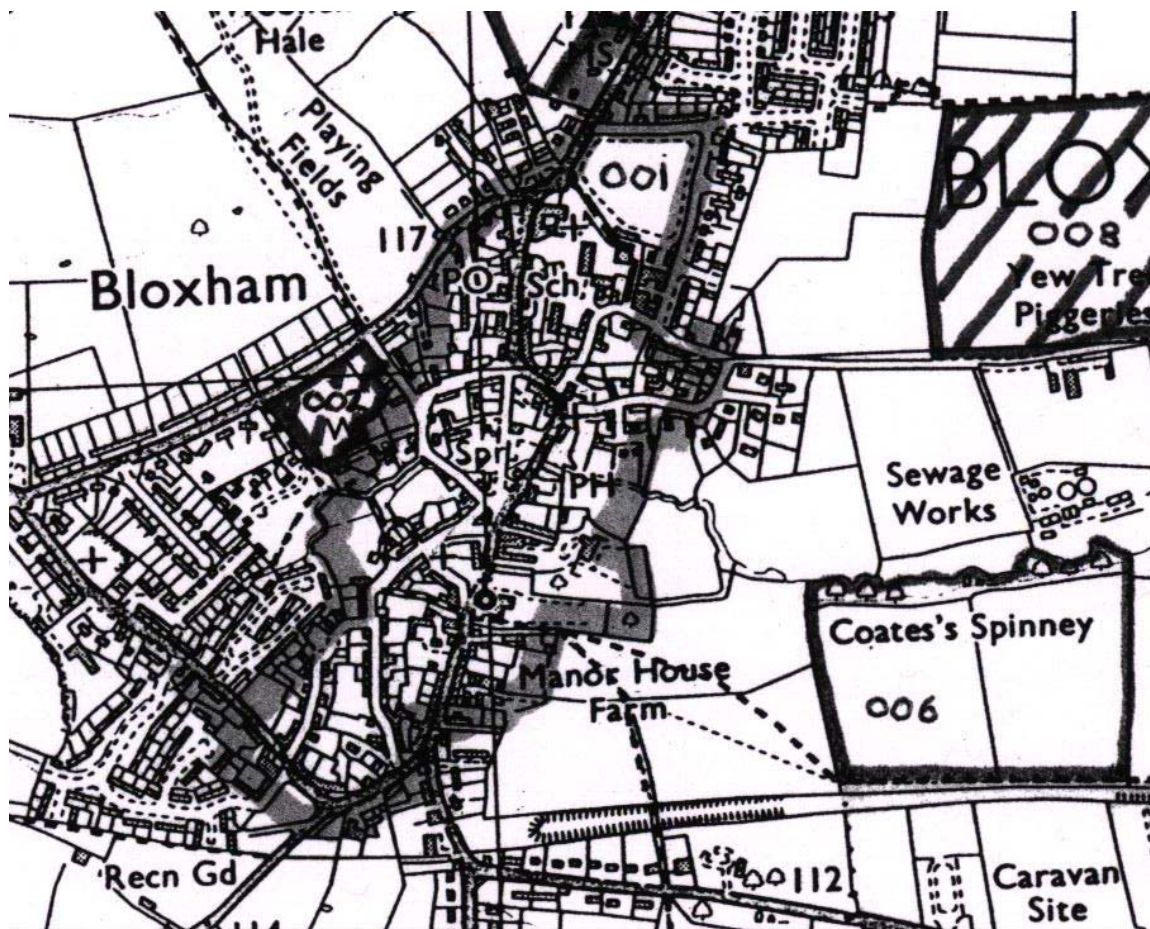 Hale
Playing
Fields
001
117
BLO
008
Yew Tre
Piggeries
Bloxham
PO
Sch
002
W
Spr
PH
Sewage
Works
Coates's Spinney
006
Manor House
Farm
Recn Gd
112
Caravan
Site